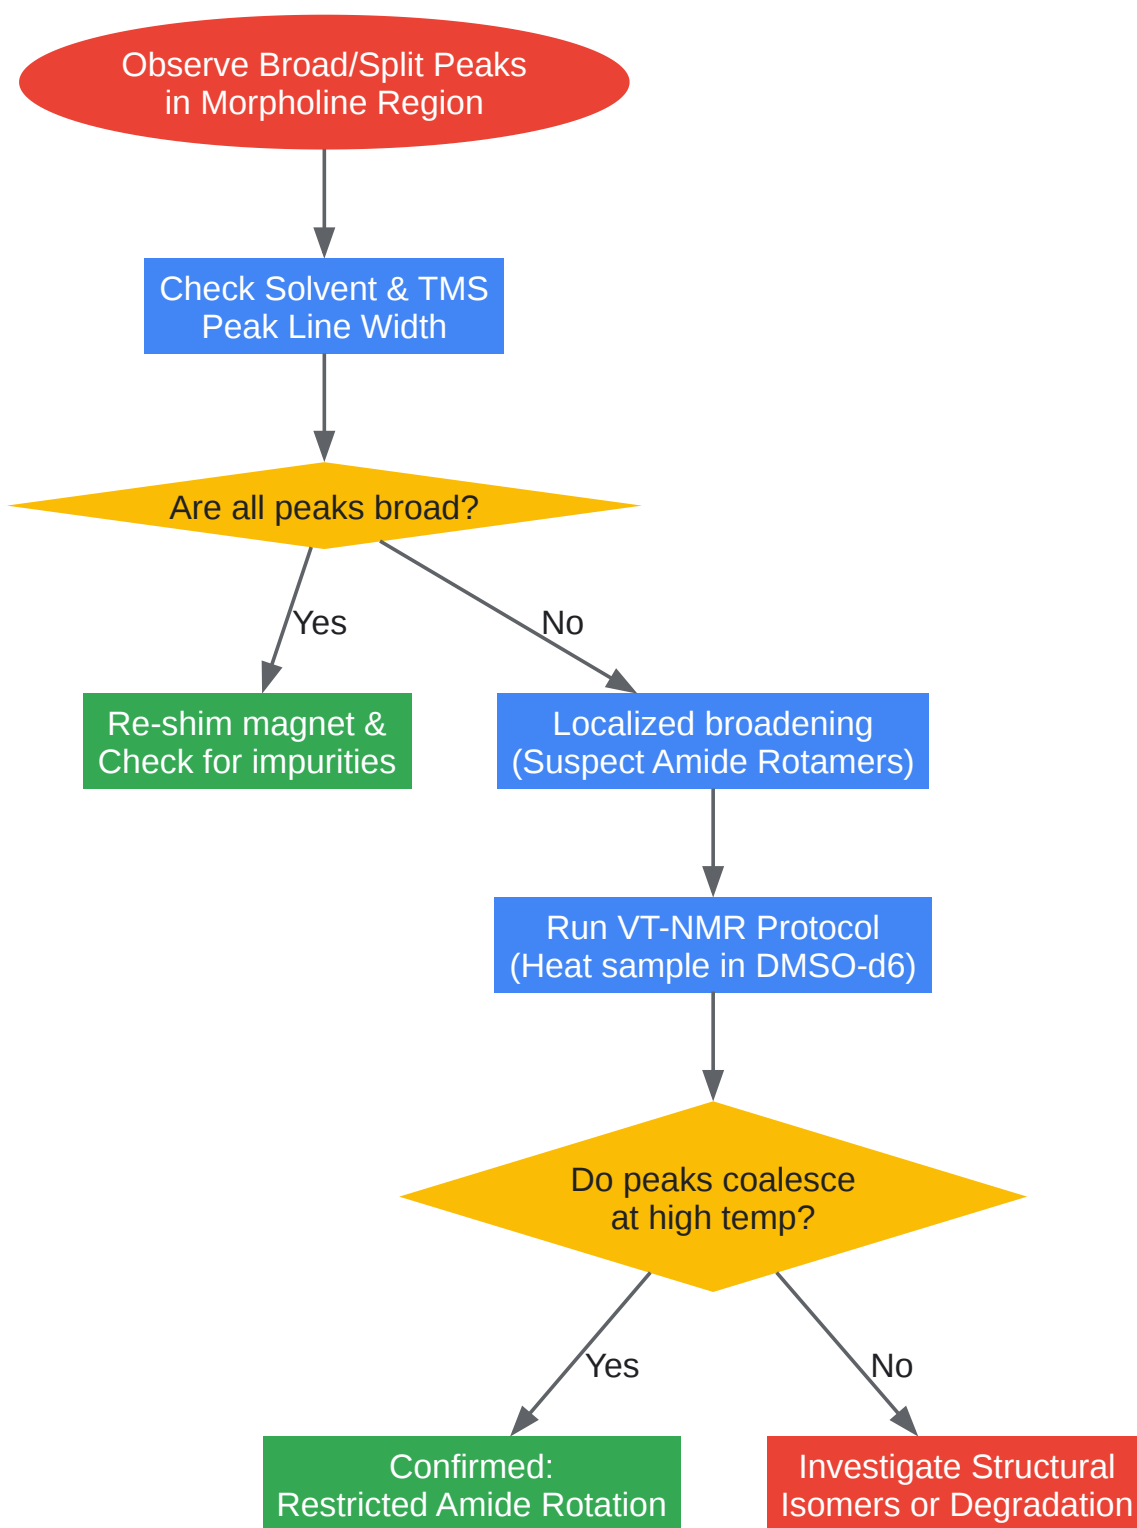 Observe Broad/Split Peaks
in Morpholine Region
Check Solvent & TMS
Peak Line Width
Are all peaks broad?
Yes
No
Re-shim magnet &
Check for impurities
Localized broadening
(Suspect Amide Rotamers)
Run VT-NMR Protocol
(Heat sample in DMSO-d6)
Do peaks coalesce
at high temp?
Yes
No
Confirmed:
Restricted Amide Rotation
Investigate Structural
Isomers or Degradation